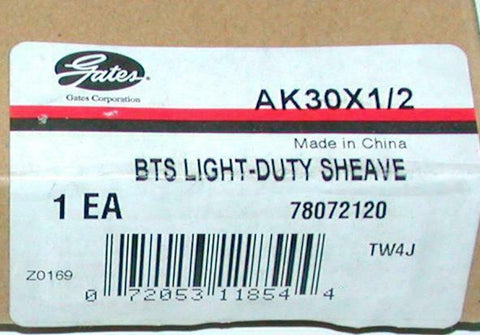 Gates
Gates Corporation
AK30X1/2
Made in China
BTS LIGHT-DUTY SHEAVE
1 EA 78072120
TW4J
Z0169
0 72053 11854 4